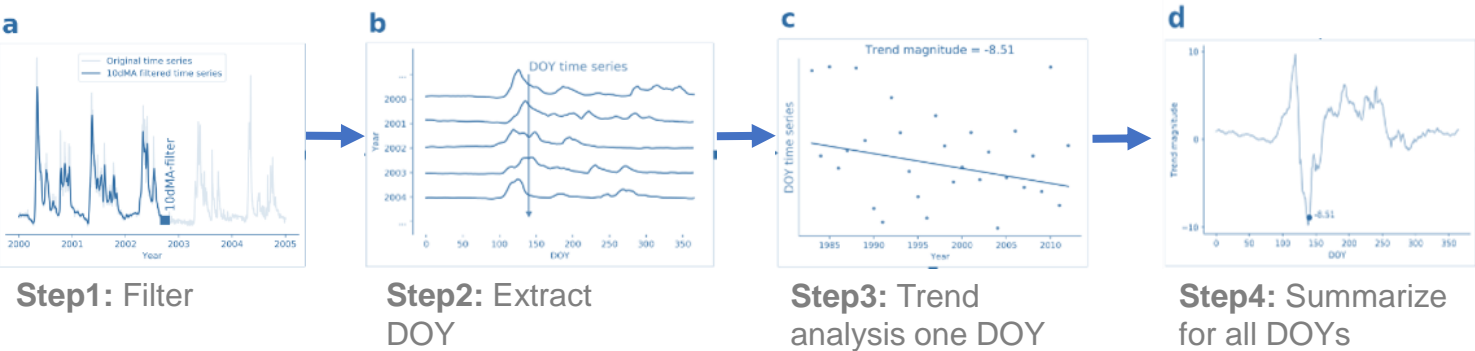 a
Original time series
10dMA filtered time series
10dMA-filter
2000 2001 2002 2003 2004 2005
Year
Step1: Filter
b
DOY time series
...
2000
2001
2002
2003
2004
...
Year
0 50 100 150 200 250 300 350
DOY
Step2: Extract
DOY
c
Trend magnitude = -8.51
DOY time series
1985 1990 1995 2000 2005 2010
Year
Step3: Trend
analysis one DOY
d
10
0
−10
Trend magnitude
-8.51
0 50 100 150 200 250 300 350
DOY
Step4: Summarize
for all DOYs